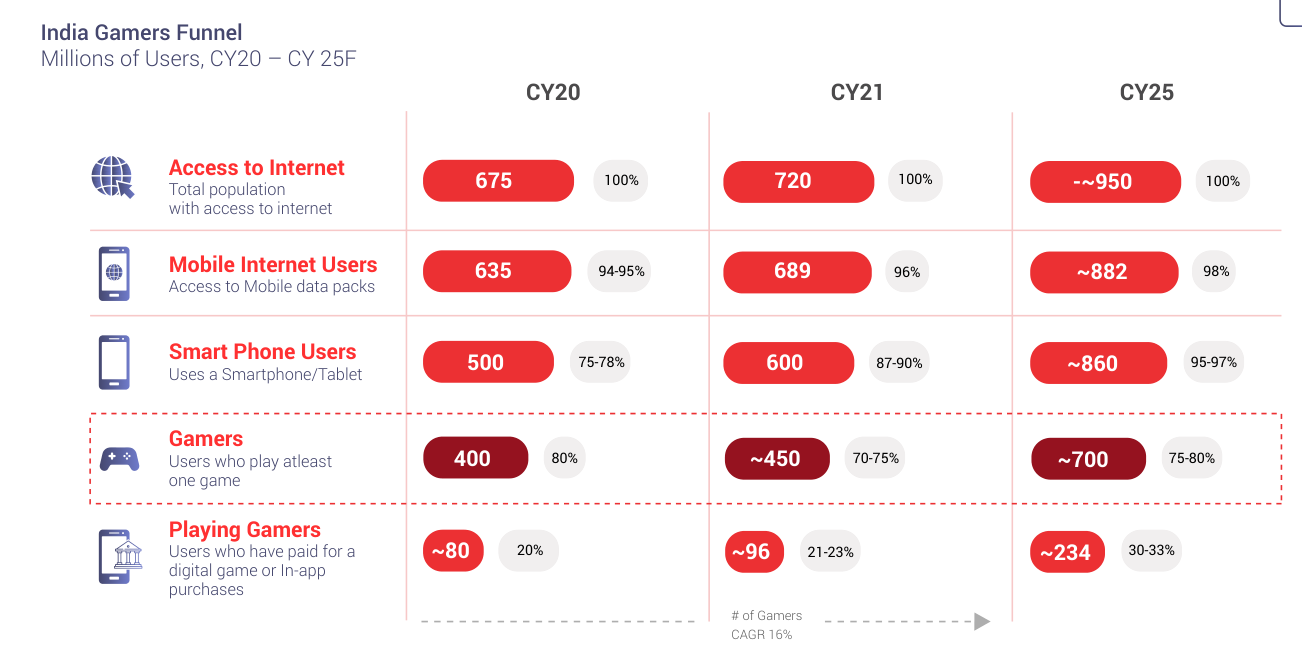 India Gamers Funnel
Millions of Users, CY20 – CY 25F
CY20 CY21 CY25
Access to Internet
Total population
with access to internet
675 100% 720 100% -~950 100%
Mobile Internet Users
Access to Mobile data packs
635 94-95% 689 96% ~882 98%
Smart Phone Users
Uses a Smartphone/Tablet
500 75-78% 600 87-90% ~860 95-97%
Gamers
Users who play atleast
one game
400 80% ~450 70-75% ~700 75-80%
Playing Gamers
Users who have paid for a
digital game or In-app
purchases
~80 20% ~96 21-23% ~234 30-33%
# of Gamers
CAGR 16%